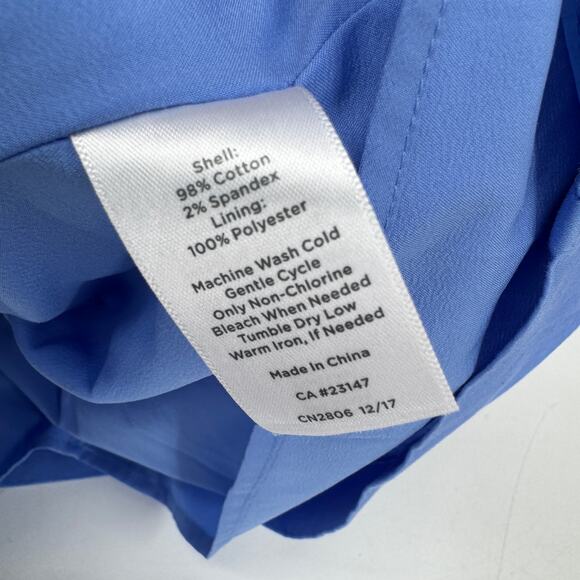 Shell:
98% Cotton
2% Spandex
Lining:
100% Polyester
Machine Wash Cold
Gentle Cycle
Only Non-Chlorine
Bleach When Needed
Tumble Dry Low
Warm Iron, If Needed
Made in China
CA #23147
CN2806 12/17